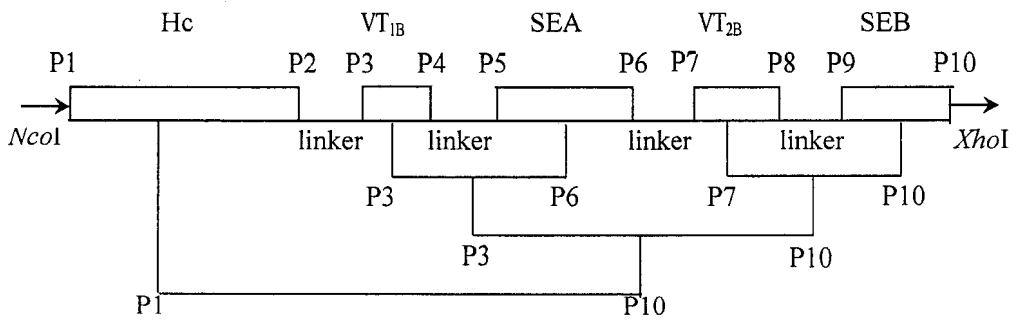 Hc VT1B SEA VT2B SEB
P1 P2 P3 P4 P5 P6 P7 P8 P9 P10
NcoI linker linker linker linker XhoI
P3 P6 P7 P10
P3 P10
P1 P10